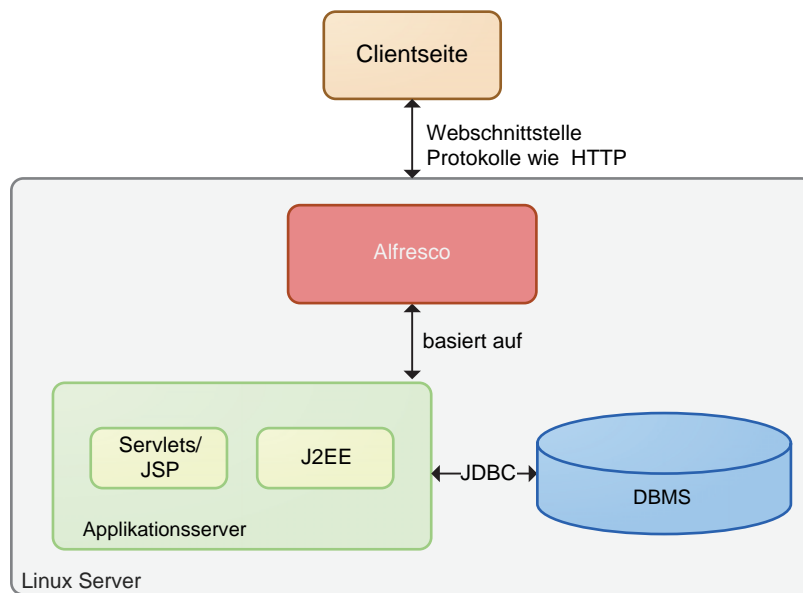 Clientseite
Webschnittstelle
Protokolle wie HTTP
Alfresco
basiert auf
Servlets/
JSP
J2EE
JDBC
DBMS
Applikationsserver
Linux Server